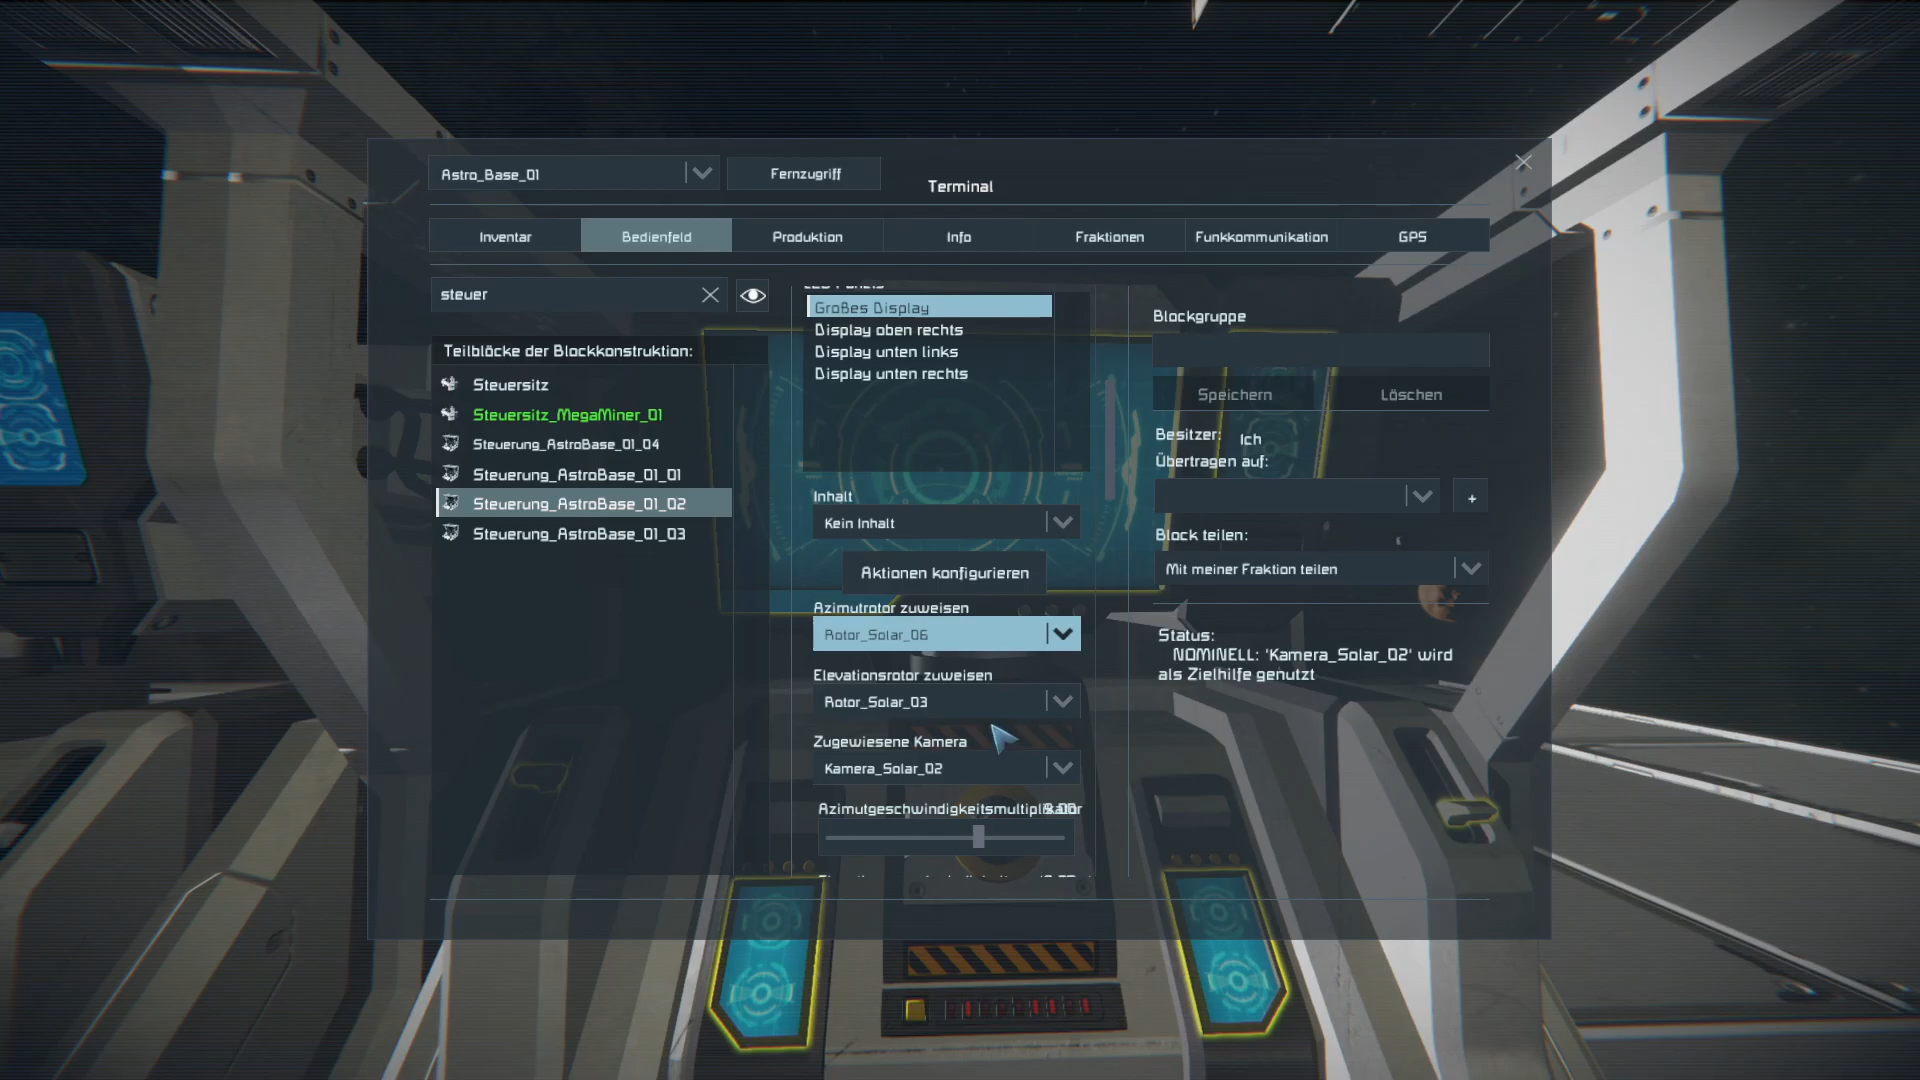 Astro_Base_01
Fernzugriff
Terminal
Inventar
Bedienfeld
Produktion
Info
Fraktionen
Funkkommunikation
GPS
steuer
Teilblöcke der Blockkonstruktion:
Steuersitz
Steuersitz_MegaMiner_01
Steuerung_AstroBase_01_04
Steuerung_AstroBase_01_01
Steuerung_AstroBase_01_02
Steuerung_AstroBase_01_03
Großes Display
Display oben rechts
Display unten links
Display unten rechts
Inhalt
Kein Inhalt
Aktionen konfigurieren
Azimutrotor zuweisen
Rotor_Solar_06
Elevationsrotor zuweisen
Rotor_Solar_03
Zugewiesene Kamera
Kamera_Solar_02
Azimutgeschwindigkeitsmultiplikator
Blockgruppe
Speichern
Löschen
Besitzer: Ich
Übertragen auf:
+
Block teilen:
Mit meiner Fraktion teilen
Status:
NOMINELL: 'Kamera_Solar_02' wird
als Zielhilfe genutzt